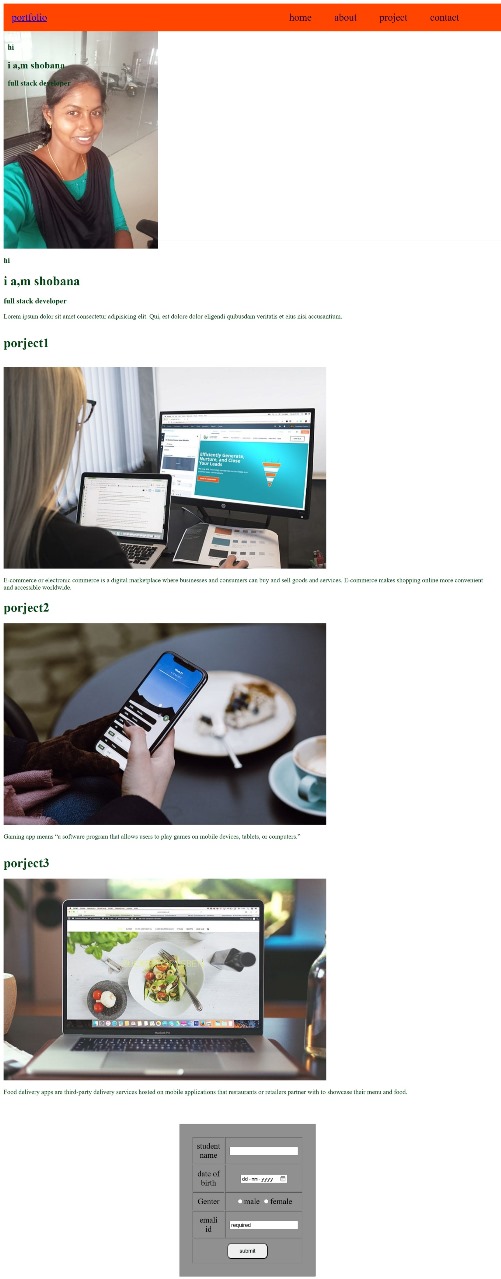 portfolio home about project contact
hi
i a,m shobana
full stack developer
hi
i a,m shobana
full stack developer
Lorem ipsum dolor sit amet consectetur adipisicing elit. Qui, est dolore dolor eligendi quibusdam veritatis et eius nisi accusantium.
porject1
Efficiently Generate,
Nurture, and Close
Your Leads
E-commerce or electronic commerce is a digital marketplace where businesses and consumers can buy and sell goods and services. E-commerce makes shopping online more convenient
and accessible worldwide.
porject2
Gaming app means “a software program that allows users to play games on mobile devices, tablets, or computers.”
porject3
Food delivery apps are third-party delivery services hosted on mobile applications that restaurants or retailers partner with to showcase their menu and food.
student
name
date of
birth
dd-mm-yyyy
Genter
male female
emali
id
required
submit